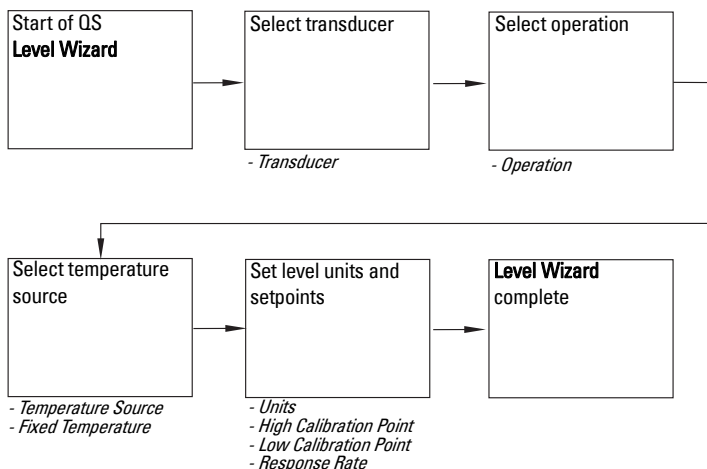 Start of QS
Level Wizard
Select transducer
- Transducer
Select operation
- Operation
Select temperature
source
- Temperature Source
- Fixed Temperature
Set level units and
setpoints
- Units
- High Calibration Point
- Low Calibration Point
- Response Rate
Level Wizard
complete